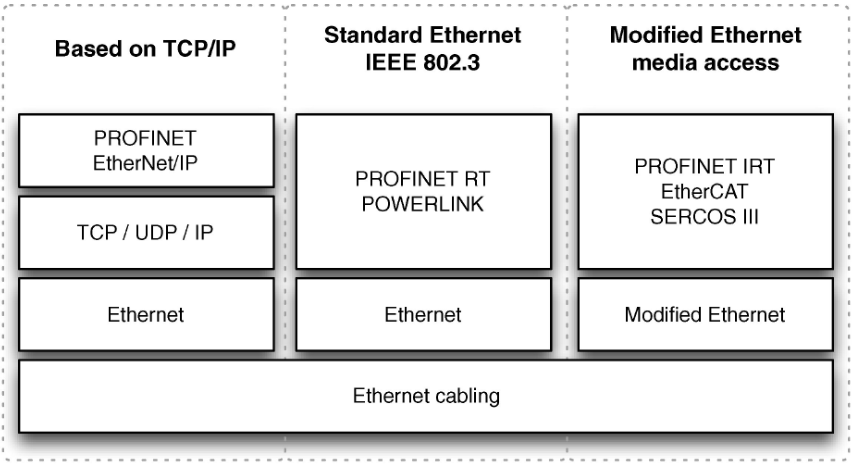 Based on TCP/IP
Standard Ethernet
IEEE 802.3
Modified Ethernet
media access
PROFINET
EtherNet/IP
TCP / UDP / IP
Ethernet
PROFINET RT
POWERLINK
Ethernet
PROFINET IRT
EtherCAT
SERCOS III
Modified Ethernet
Ethernet cabling